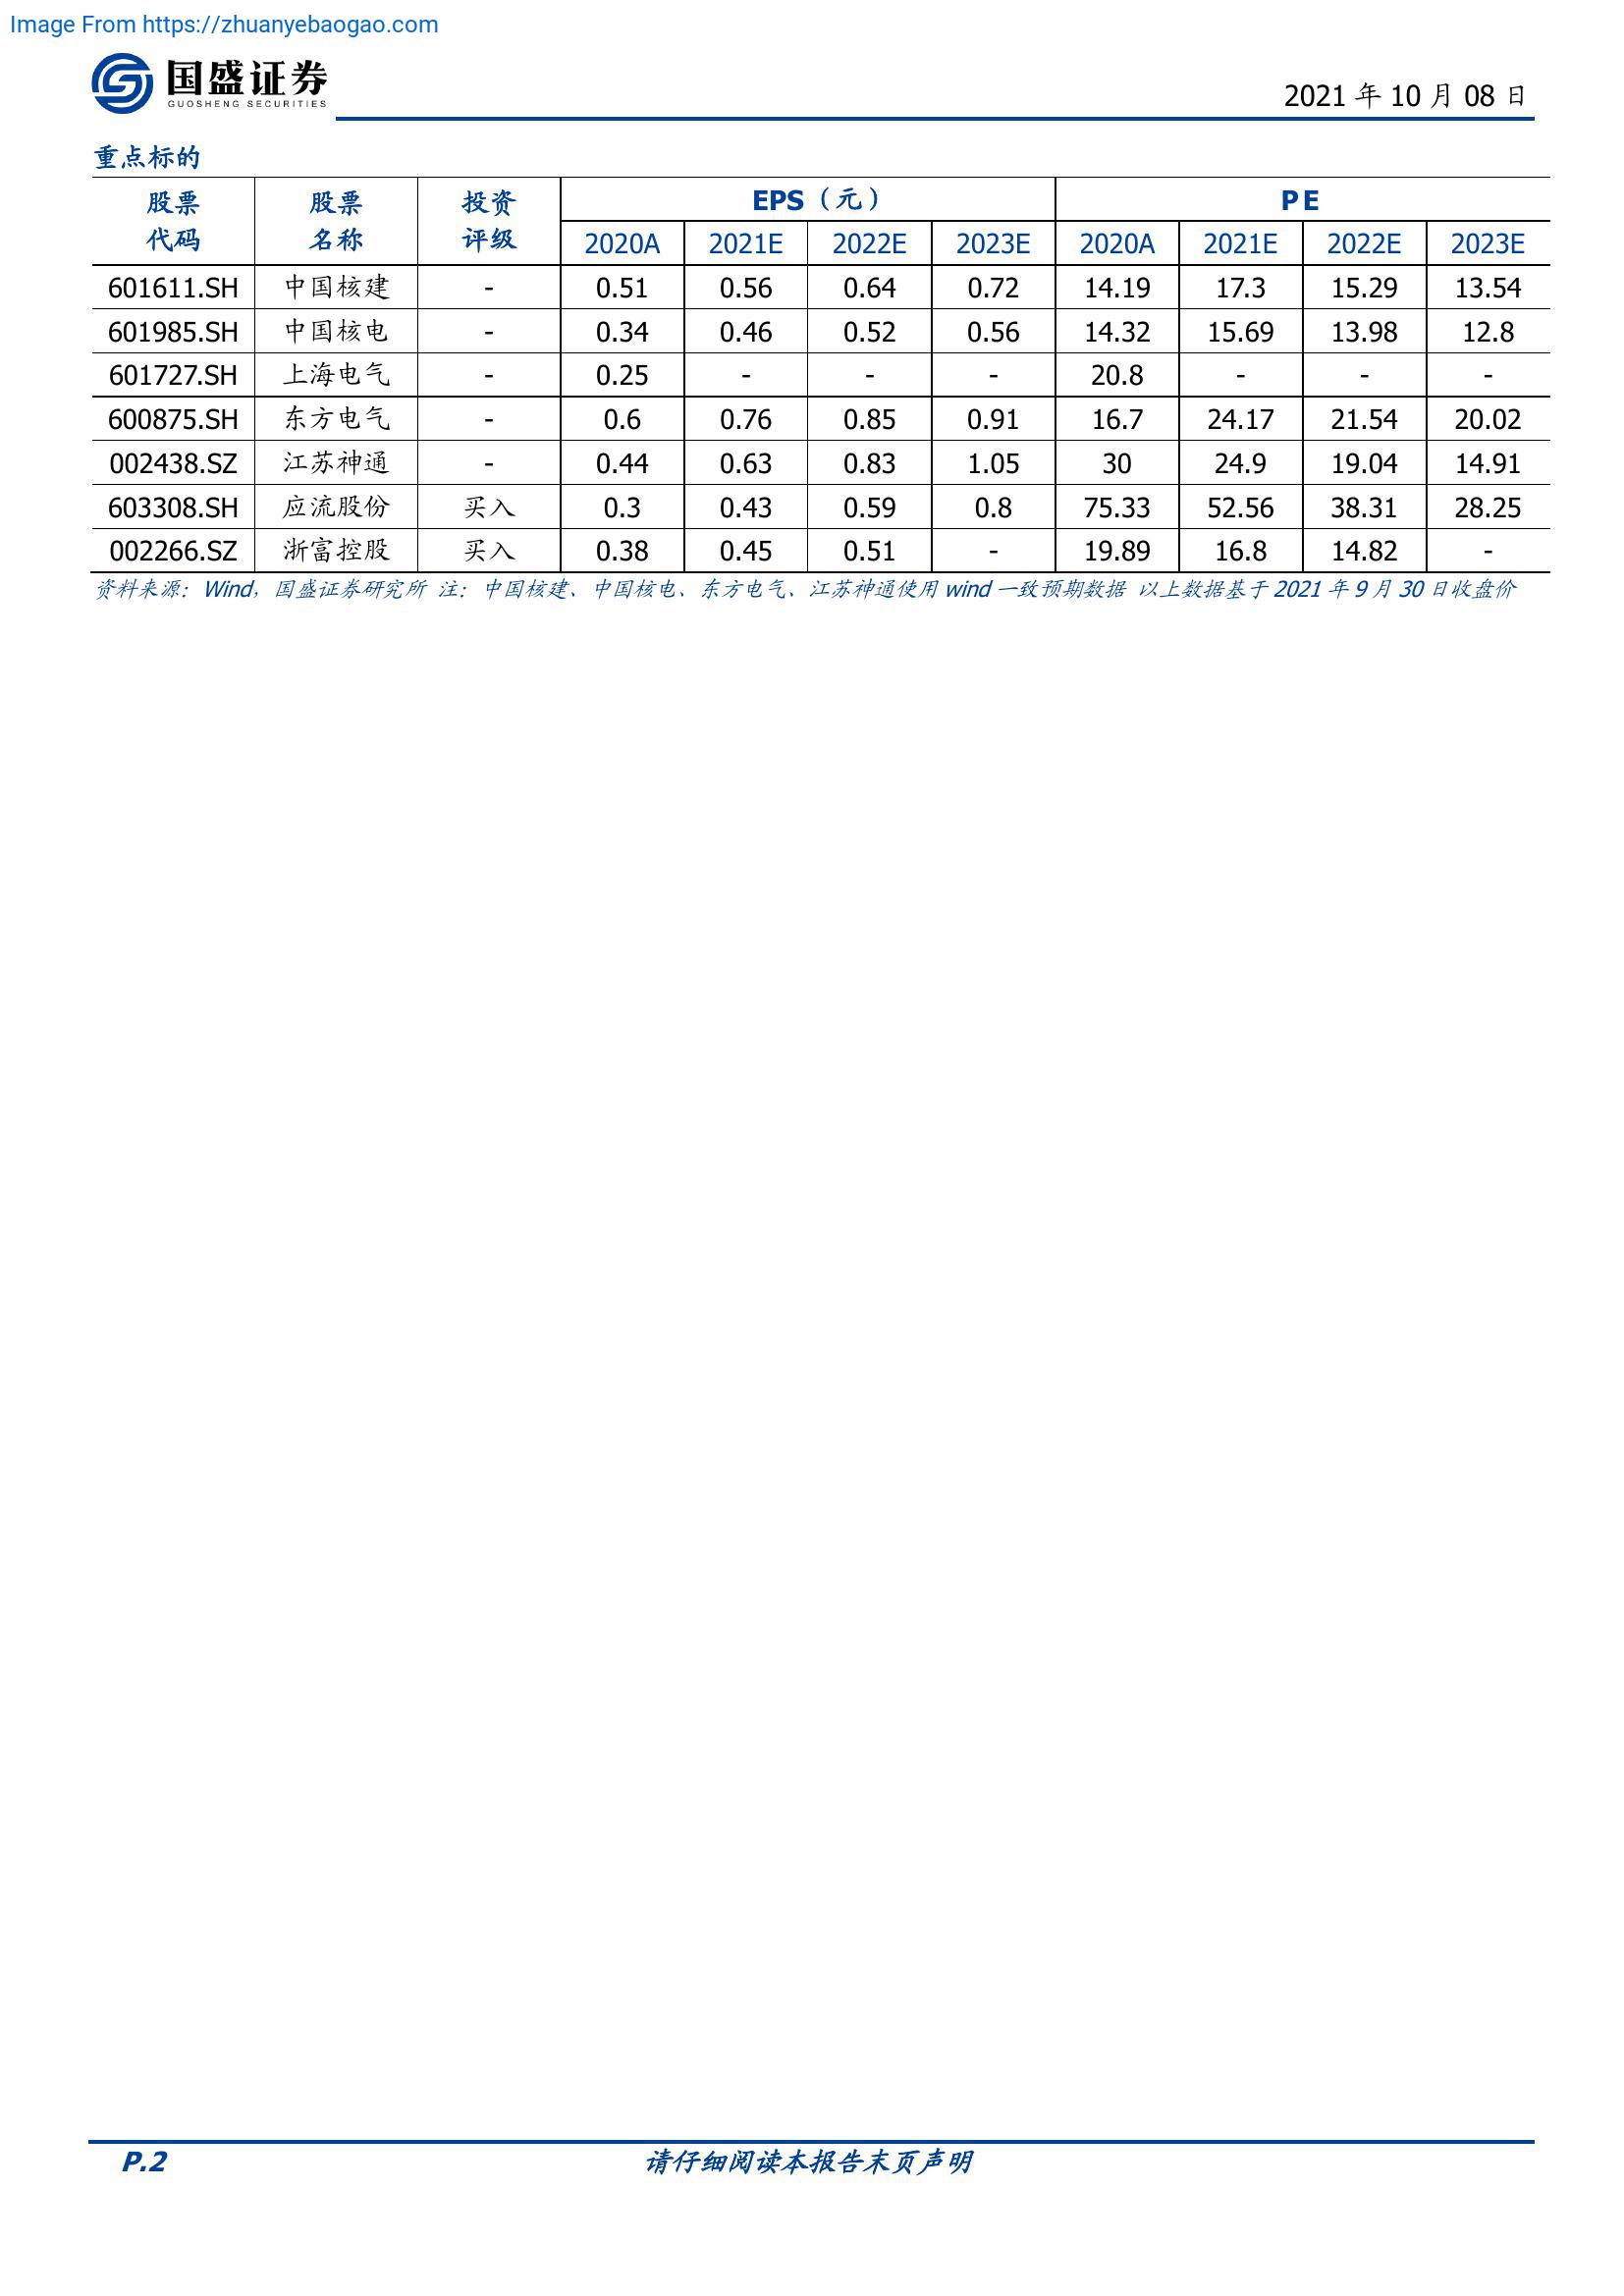 Image From https://zhuanyebaogao.com
国盛证券
GUOSHENG SECURITIES
2021 年 10 月 08 日
重点标的
股票代码 股票名称 投资评级 EPS（元） PE
2020A 2021E 2022E 2023E 2020A 2021E 2022E 2023E
601611.SH 中国核建 - 0.51 0.56 0.64 0.72 14.19 17.3 15.29 13.54
601985.SH 中国核电 - 0.34 0.46 0.52 0.56 14.32 15.69 13.98 12.8
601727.SH 上海电气 - 0.25 - - - 20.8 - - -
600875.SH 东方电气 - 0.6 0.76 0.85 0.91 16.7 24.17 21.54 20.02
002438.SZ 江苏神通 - 0.44 0.63 0.83 1.05 30 24.9 19.04 14.91
603308.SH 应流股份 买入 0.3 0.43 0.59 0.8 75.33 52.56 38.31 28.25
002266.SZ 浙富控股 买入 0.38 0.45 0.51 - 19.89 16.8 14.82 -
资料来源：Wind，国盛证券研究所 注：中国核建、中国核电、东方电气、江苏神通使用 wind 一致预期数据 以上数据基于 2021 年 9 月 30 日收盘价
P.2 请仔细阅读本报告末页声明